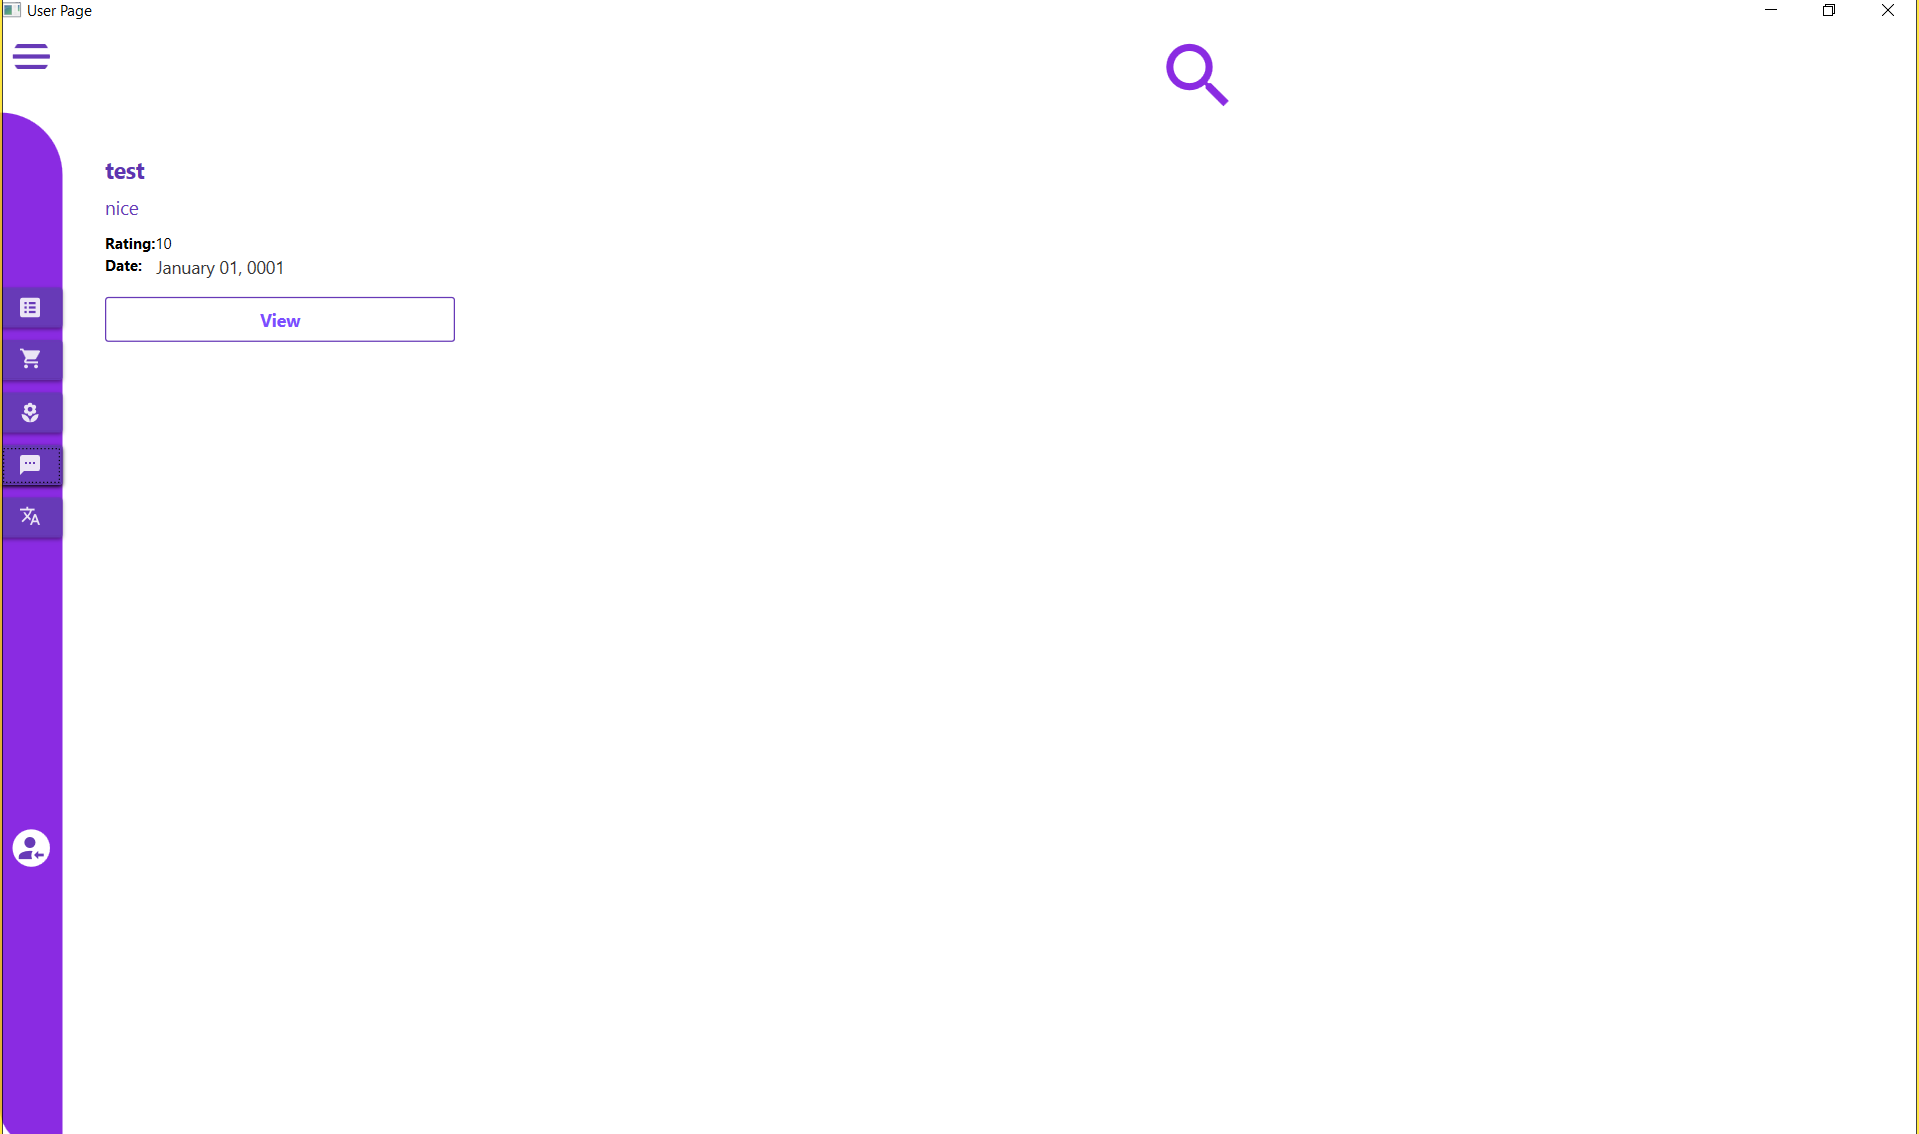 User Page
test
nice
Rating:10
Date: January 01, 0001
View